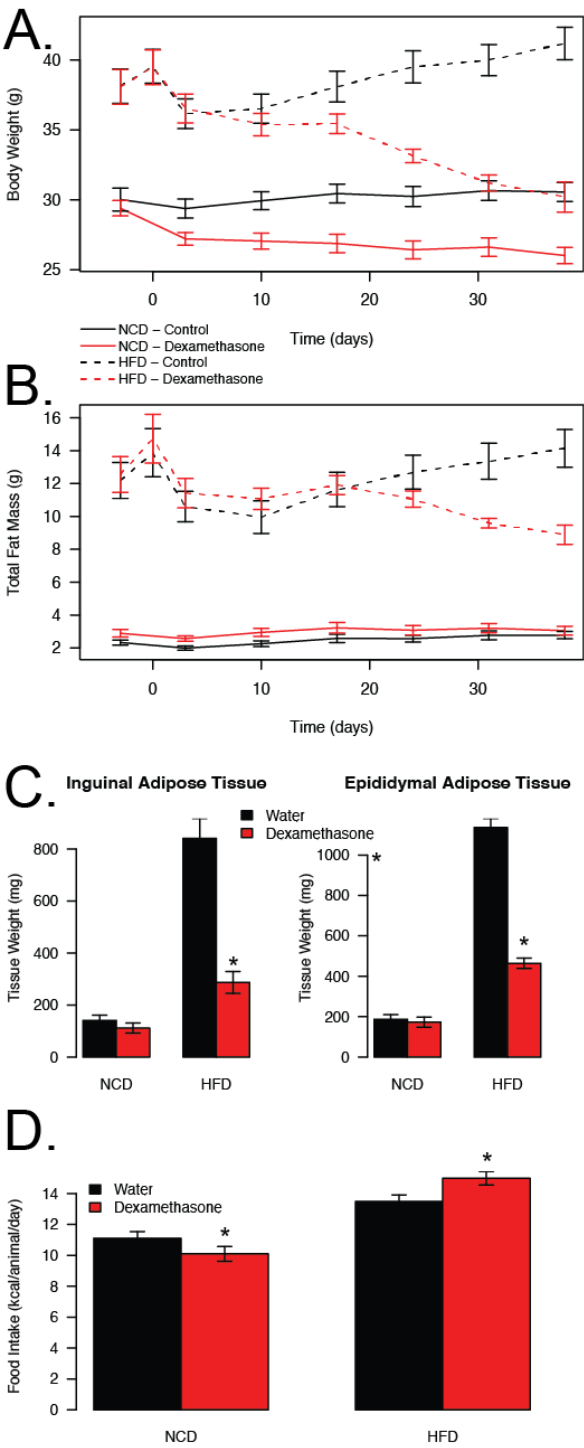 A.
40
35
30
25
Body Weight (g)
0 10 20 30
Time (days)
NCD – Control
NCD – Dexamethasone
HFD – Control
HFD – Dexamethasone
B.
16
14
12
10
8
6
4
2
Total Fat Mass (g)
0 10 20 30
Time (days)
C.
Inguinal Adipose Tissue
Epididymal Adipose Tissue
Water
Dexamethasone
800
600
400
200
0
Tissue Weight (mg)
*
NCD HFD
1000
800
600
400
200
0
Tissue Weight (mg)
*
*
NCD HFD
D.
Water
Dexamethasone
14
12
10
8
6
4
2
0
Food Intake (kcal/animal/day)
*
*
NCD HFD